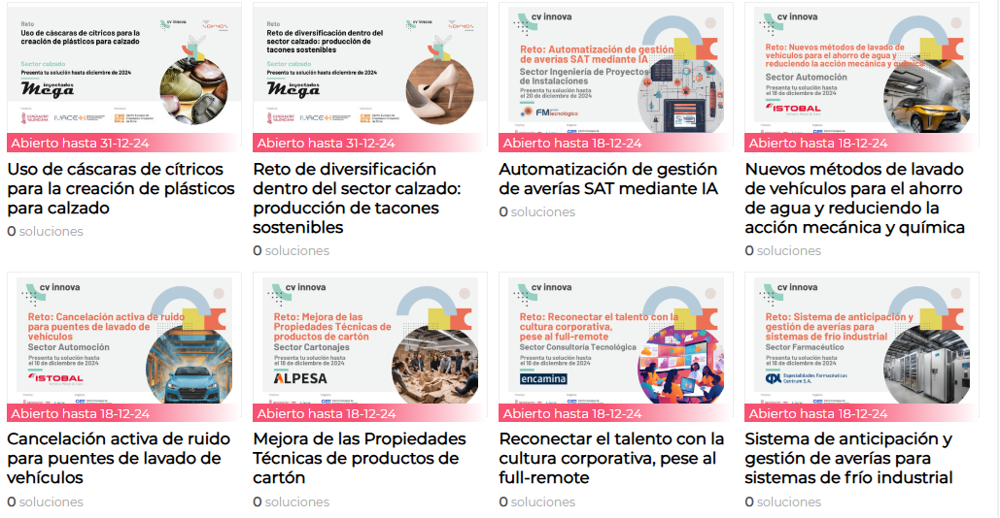 Reto
Uso de cáscaras de cítricos para la
creación de plásticos para calzado
cv innova
Sector calzado
Presenta tu solución hasta diciembre de 2024
inyectados
Mega
GENERALITAT
VALENCIANA
IVACE+i
Abierto hasta 31-12-24
Uso de cáscaras de cítricos
para la creación de plásticos
para calzado
0 soluciones
Reto
Reto de diversificación dentro del
sector calzado: producción de
tacones sostenibles
cv innova
Sector calzado
Presenta tu solución hasta diciembre de 2024
inyectados
Mega
GENERALITAT
VALENCIANA
IVACE+i
Abierto hasta 31-12-24
Reto de diversificación
dentro del sector calzado:
producción de tacones
sostenibles
0 soluciones
cv innova
Reto: Automatización de gestión
de averías SAT mediante IA
Sector Ingeniería de Proyectos
de Instalaciones
Presenta tu solución hasta
el 20 de diciembre de 2024
FM
tecnológico
Abierto hasta 18-12-24
Automatización de gestión
de averías SAT mediante IA
0 soluciones
cv innova
Reto: Nuevos métodos de lavado de
vehículos para el ahorro de agua y
reduciendo la acción mecánica y química
Sector Automoción
Presenta tu solución hasta
el 18 de diciembre de 2024
ISTOBAL
Abierto hasta 18-12-24
Nuevos métodos de lavado
de vehículos para el ahorro
de agua y reduciendo la
acción mecánica y química
0 soluciones
cv innova
Reto: Cancelación activa de ruido
para puentes de lavado de
vehículos
Sector Automoción
Presenta tu solución hasta
el 18 de diciembre de 2024
ISTOBAL
Abierto hasta 18-12-24
Cancelación activa de ruido
para puentes de lavado de
vehículos
0 soluciones
cv innova
Reto: Mejora de las
Propiedades Técnicas de
productos de cartón
Sector Cartonajes
Presenta tu solución hasta
el 18 de diciembre de 2024
ALPESA
Abierto hasta 18-12-24
Mejora de las Propiedades
Técnicas de productos de
cartón
0 soluciones
cv innova
Reto: Reconectar el talento con la
cultura corporativa,
pese al full-remote
Sector Consultoría Tecnológica
Presenta tu solución hasta
el 18 de diciembre de 2024
encamina
Abierto hasta 18-12-24
Reconectar el talento con la
cultura corporativa, pese al
full-remote
0 soluciones
cv innova
Reto: Sistema de anticipación y
gestión de averías para
sistemas de frío industrial
Sector Farmacéutico
Presenta tu solución hasta
el 18 de diciembre de 2024
Especialidades Farmacéuticas
Centrum S.A.
Abierto hasta 18-12-24
Sistema de anticipación y
gestión de averías para
sistemas de frío industrial
0 soluciones